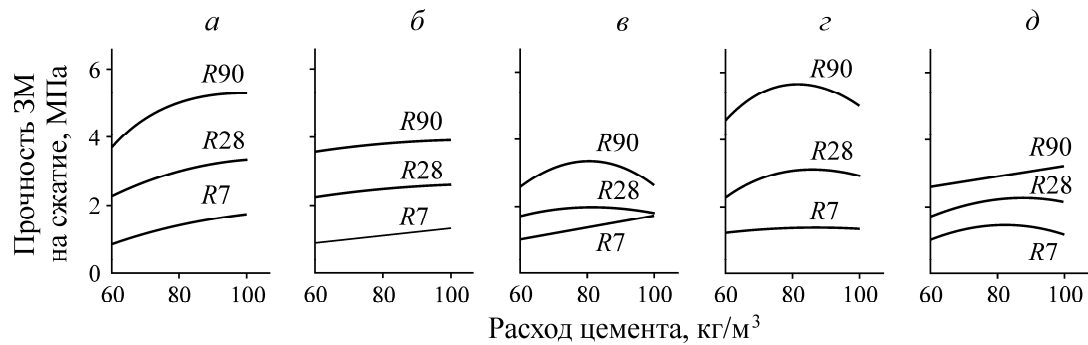 а б в г д
Прочность ЗМ
на сжатие, МПа
6
4
2
0
R90
R28
R7
60 80 100
R90
R28
R7
60 80 100
R90
R28
R7
60 80 100
R90
R28
R7
60 80 100
R90
R28
R7
60 80 100
Расход цемента, кг/м³